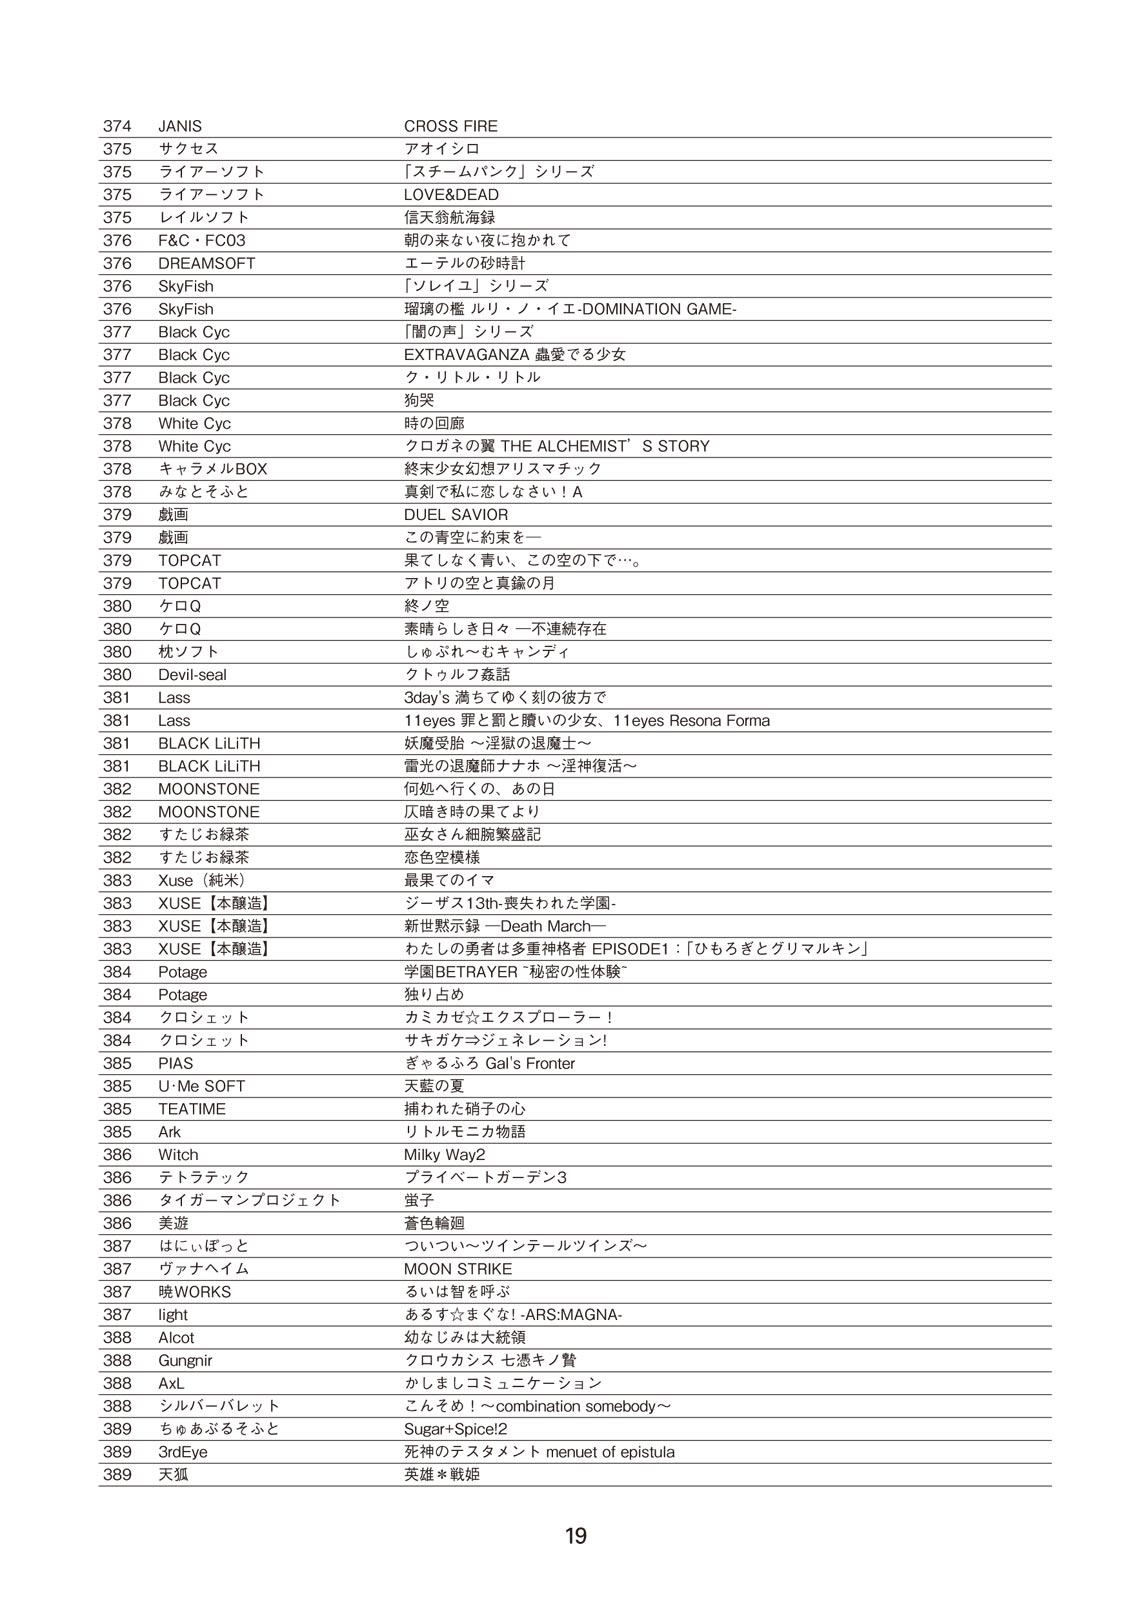 374 JANIS CROSS FIRE
375 サクセス アオイシロ
375 ライアーソフト 「スチームパンク」シリーズ
375 ライアーソフト LOVE&DEAD
375 レイルソフト 信天翁航海録
376 F&C・FC03 朝の来ない夜に抱かれて
376 DREAMSOFT エーテルの砂時計
376 SkyFish 「ソレイユ」シリーズ
376 SkyFish 瑠璃の檻 ルリ・ノ・イエ-DOMINATION GAME-
377 Black Cyc 「闇の声」シリーズ
377 Black Cyc EXTRAVAGANZA 蟲愛でる少女
377 Black Cyc ク・リトル・リトル
377 Black Cyc 狗哭
378 White Cyc 時の回廊
378 White Cyc クロガネの翼 THE ALCHEMIST’S STORY
378 キャラメルBOX 終末少女幻想アリスマチック
378 みなとそふと 真剣で私に恋しなさい！A
379 戯画 DUEL SAVIOR
379 戯画 この青空に約束を―
379 TOPCAT 果てしなく青い、この空の下で…。
379 TOPCAT アトリの空と真鍮の月
380 ケロQ 終ノ空
380 ケロQ 素晴らしき日々 ―不連続存在
380 枕ソフト しゅぷれ～むキャンディ
380 Devil-seal クトゥルフ姦話
381 Lass 3day's 満ちてゆく刻の彼方で
381 Lass 11eyes 罪と罰と贖いの少女、11eyes Resona Forma
381 BLACK LiLiTH 妖魔受胎 ～淫獄の退魔士～
381 BLACK LiLiTH 雷光の退魔師ナナホ ～淫神復活～
382 MOONSTONE 何処へ行くの、あの日
382 MOONSTONE 仄暗き時の果てより
382 すたじお緑茶 巫女さん細腕繁盛記
382 すたじお緑茶 恋色空模様
383 Xuse（純米） 最果てのイマ
383 XUSE【本醸造】 ジーザス13th-喪失われた学園-
383 XUSE【本醸造】 新世黙示録 ―Death March―
383 XUSE【本醸造】 わたしの勇者は多重神格者 EPISODE1：「ひもろぎとグリマルキン」
384 Potage 学園BETRAYER ~秘密の性体験~
384 Potage 独り占め
384 クロシェット カミカゼ☆エクスプローラー！
384 クロシェット サキガケ⇒ジェネレーション!
385 PIAS ぎゃるふろ Gal's Fronter
385 U·Me SOFT 天藍の夏
385 TEATIME 捕われた硝子の心
385 Ark リトルモニカ物語
386 Witch Milky Way2
386 テトラテック プライベートガーデン3
386 タイガーマンプロジェクト 蛍子
386 美遊 蒼色輪廻
387 はにぃぽっと ついつい～ツインテールツインズ～
387 ヴァナヘイム MOON STRIKE
387 暁WORKS るいは智を呼ぶ
387 light あるす☆まぐな! -ARS:MAGNA-
388 Alcot 幼なじみは大統領
388 Gungnir クロウカシス 七憑キノ贄
388 AxL かしましコミュニケーション
388 シルバーバレット こんそめ！～combination somebody～
389 ちゅあぶるそふと Sugar+Spice!2
389 3rdEye 死神のテスタメント menuet of epistula
389 天狐 英雄＊戦姫
19